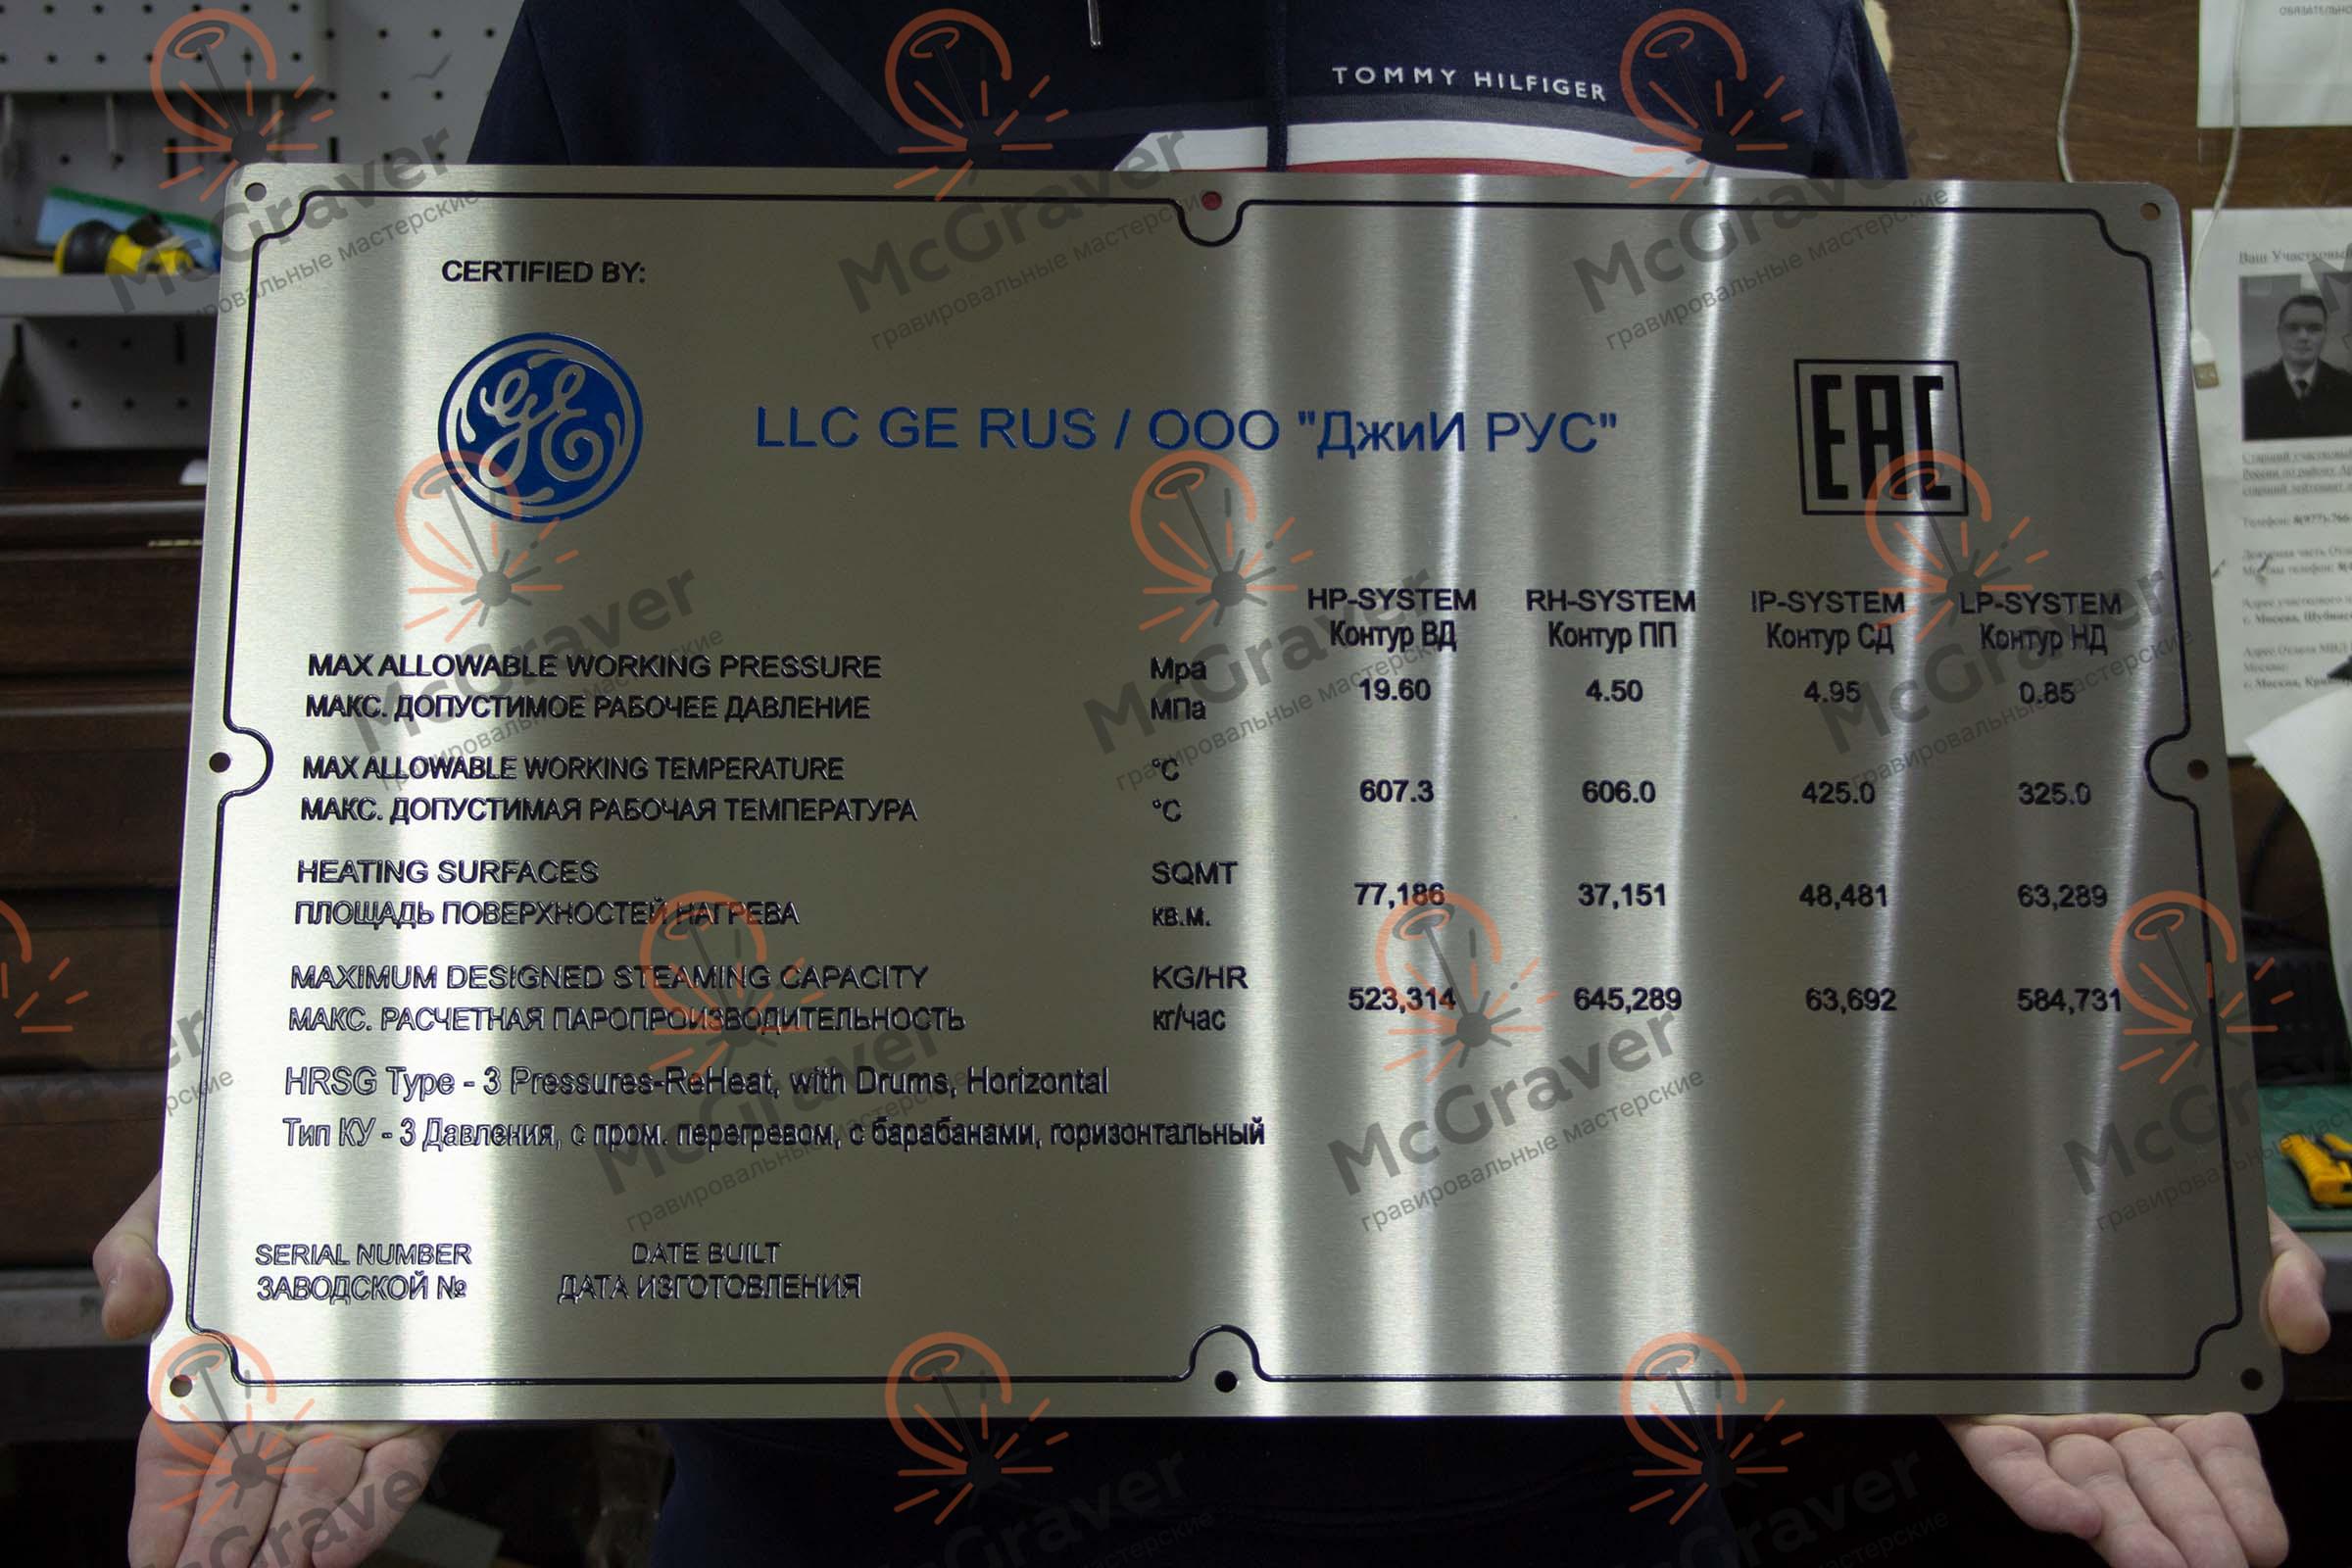 TOMMY HILFIGER
CERTIFIED BY:
GE
LLC GE RUS / ООО "ДжиИ РУС"
EAC
HP-SYSTEM RH-SYSTEM IP-SYSTEM LP-SYSTEM
Контур ВД Контур ПП Контур СД Контур НД
MAX ALLOWABLE WORKING PRESSURE Mpa
19.60 4.50 4.95 0.85
МАКС. ДОПУСТИМОЕ РАБОЧЕЕ ДАВЛЕНИЕ МПа
MAX ALLOWABLE WORKING TEMPERATURE °C
607.3 606.0 425.0 325.0
МАКС. ДОПУСТИМАЯ РАБОЧАЯ ТЕМПЕРАТУРА °C
HEATING SURFACES SQMT
77,186 37,151 48,481 63,289
ПЛОЩАДЬ ПОВЕРХНОСТЕЙ НАГРЕВА КВ.М.
MAXIMUM DESIGNED STEAMING CAPACITY KG/HR
523,314 645,289 63,692 584,731
МАКС. РАСЧЕТНАЯ ПАРОПРОИЗВОДИТЕЛЬНОСТЬ кг/час
HRSG Type - 3 Pressures-ReHeat, with Drums, Horizontal
Тип КУ - 3 Давления, с пром. перегревом, с барабанами, горизонтальный
SERIAL NUMBER DATE BUILT
ЗАВОДСКОЙ № ДАТА ИЗГОТОВЛЕНИЯ
McGraver
гравировальные мастерские
Ваш Участковый